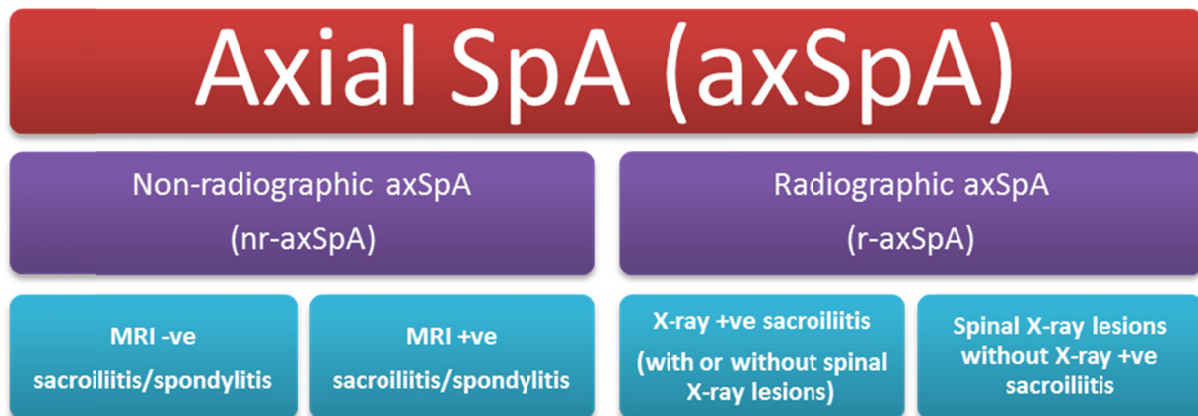 Axial SpA (axSpA)
Non-radiographic axSpA
(nr-axSpA)
Radiographic axSpA
(r-axSpA)
MRI -ve
sacroiliitis/spondylitis
MRI +ve
sacroiliitis/spondylitis
X-ray +ve sacroiliitis
(with or without spinal
X-ray lesions)
Spinal X-ray lesions
without X-ray +ve
sacroiliitis